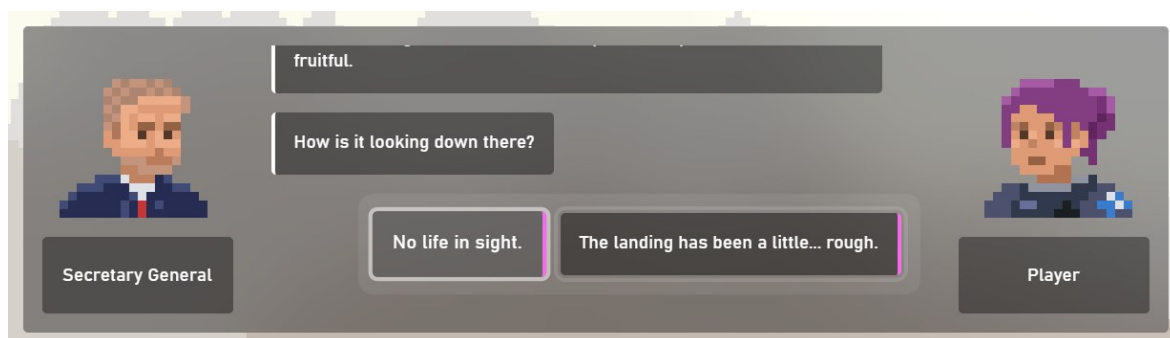 fruitful.
How is it looking down there?
No life in sight.
The landing has been a little... rough.
Secretary General
Player